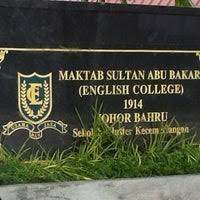 MAKTAB SULTAN ABU BAKAR
(ENGLISH COLLEGE)
1914
JOHOR BAHRU